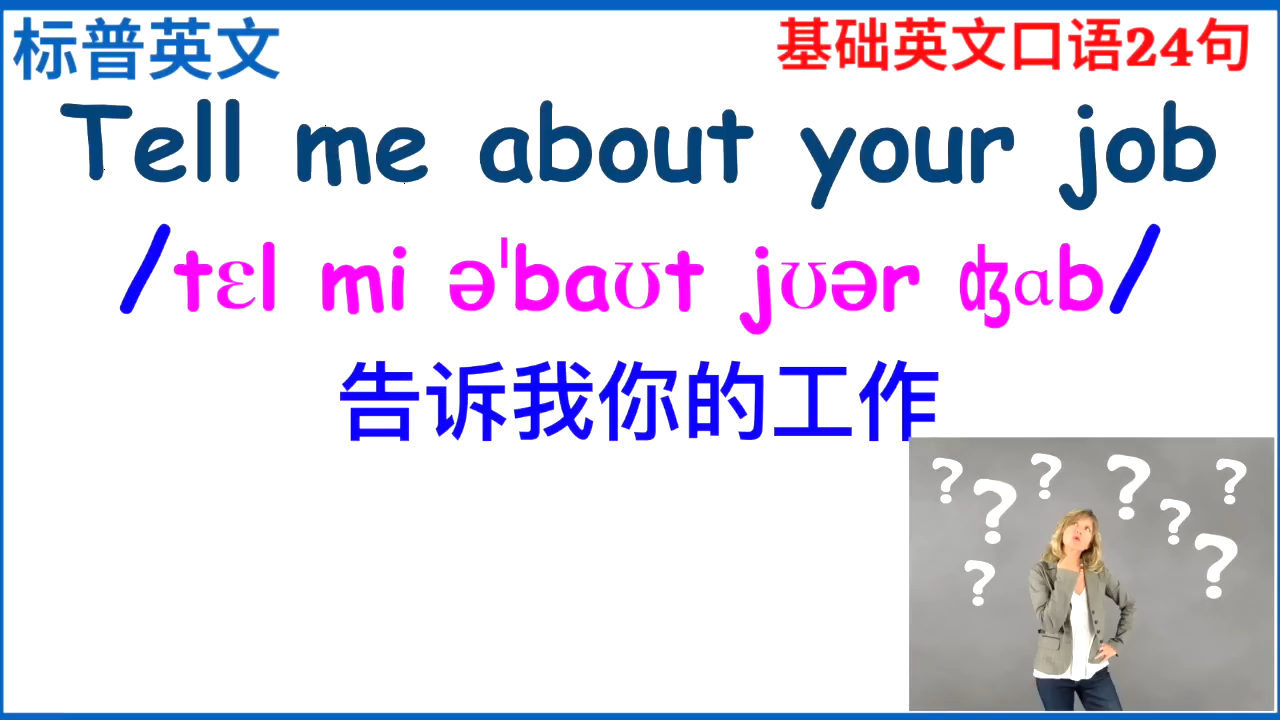 标普英文
基础英文口语24句
Tell me about your job
/tɛl mi əˈbaʊt jʊər ʤɑb/
告诉我你的工作
? ? ? ? ? ? ? ?